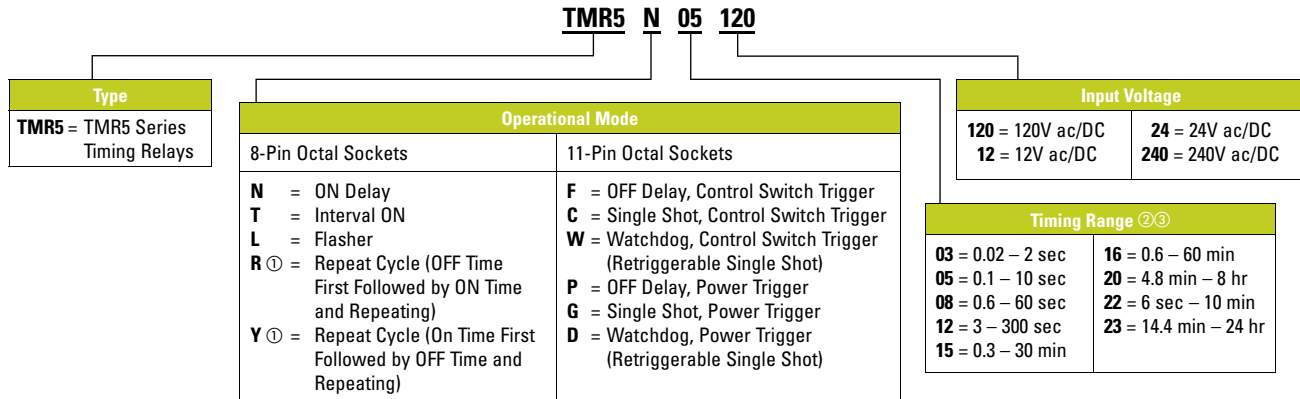 TMR5 N 05 120
Type
TMR5 = TMR5 Series
Timing Relays
Operational Mode
8-Pin Octal Sockets
N = ON Delay
T = Interval ON
L = Flasher
R ① = Repeat Cycle (OFF Time
First Followed by ON Time
and Repeating)
Y ① = Repeat Cycle (On Time First
Followed by OFF Time and
Repeating)
11-Pin Octal Sockets
F = OFF Delay, Control Switch Trigger
C = Single Shot, Control Switch Trigger
W = Watchdog, Control Switch Trigger
(Retriggerable Single Shot)
P = OFF Delay, Power Trigger
G = Single Shot, Power Trigger
D = Watchdog, Power Trigger
(Retriggerable Single Shot)
Input Voltage
120 = 120V ac/DC
12 = 12V ac/DC
24 = 24V ac/DC
240 = 240V ac/DC
Timing Range ②③
03 = 0.02 – 2 sec
05 = 0.1 – 10 sec
08 = 0.6 – 60 sec
12 = 3 – 300 sec
15 = 0.3 – 30 min
16 = 0.6 – 60 min
20 = 4.8 min – 8 hr
22 = 6 sec – 10 min
23 = 14.4 min – 24 hr